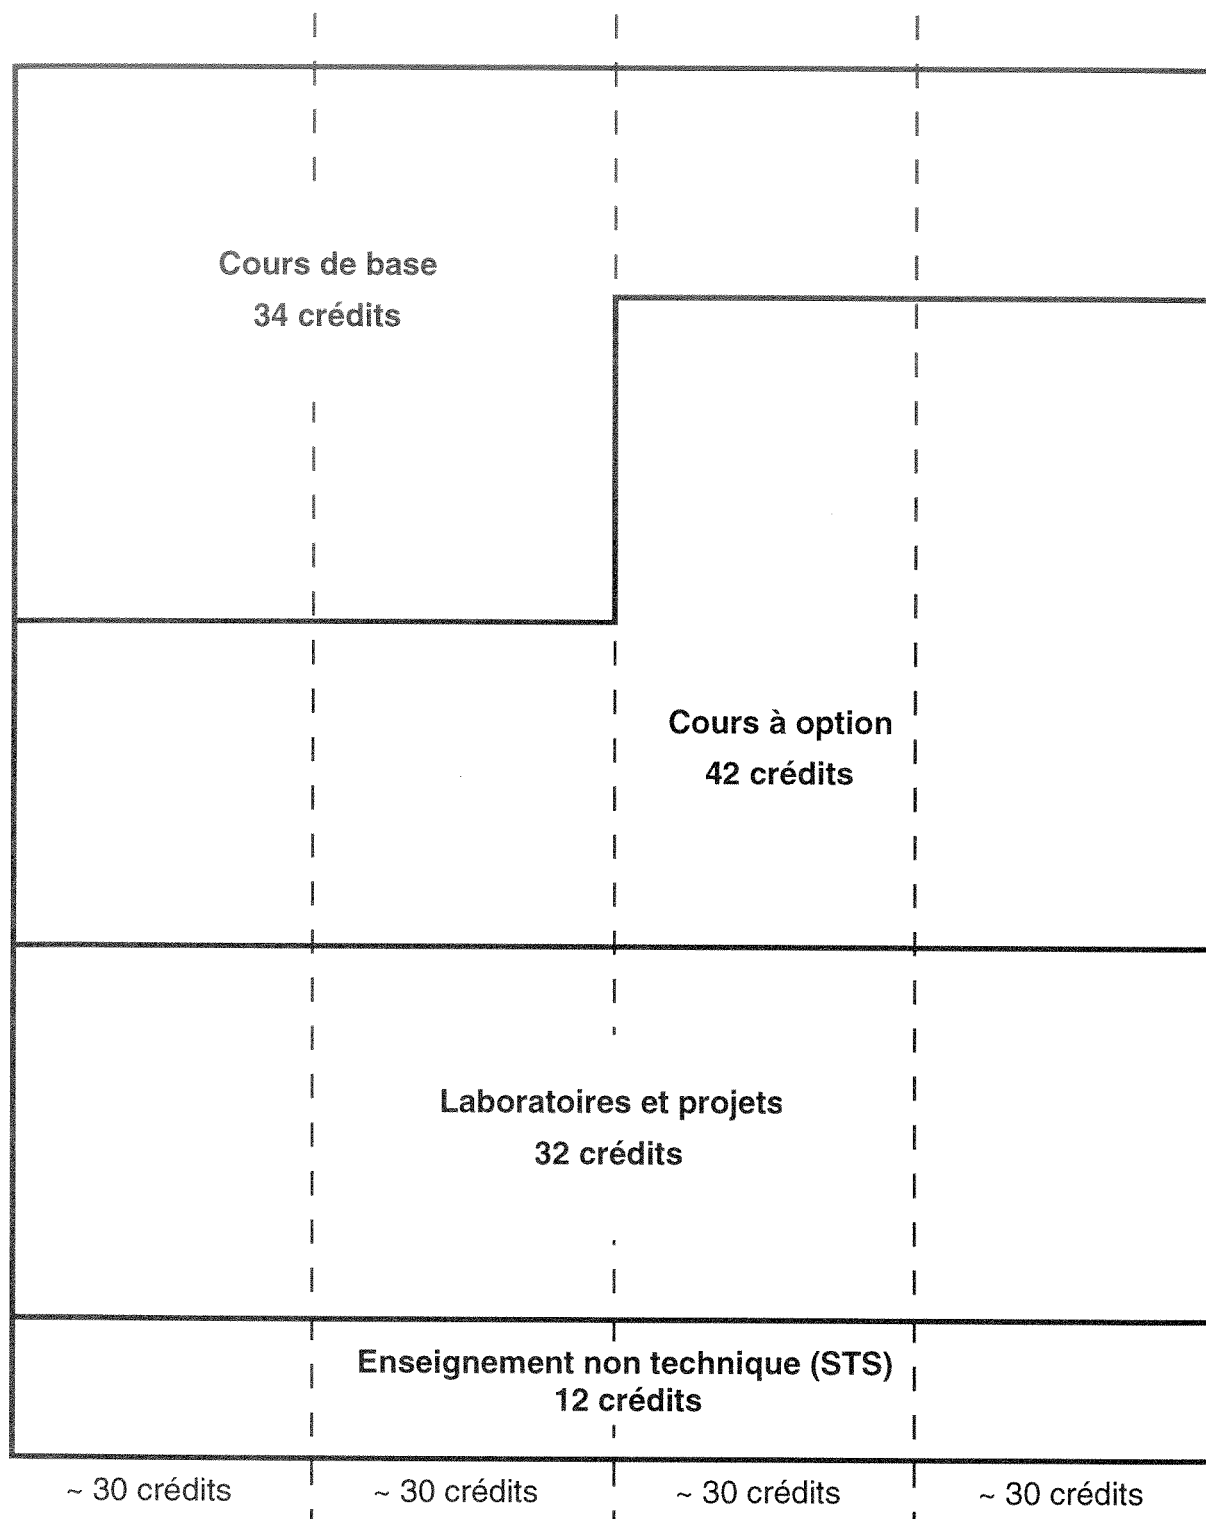 Cours de base
34 crédits
Cours à option
42 crédits
Laboratoires et projets
32 crédits
Enseignement non technique (STS)
12 crédits
~ 30 crédits
~ 30 crédits
~ 30 crédits
~ 30 crédits